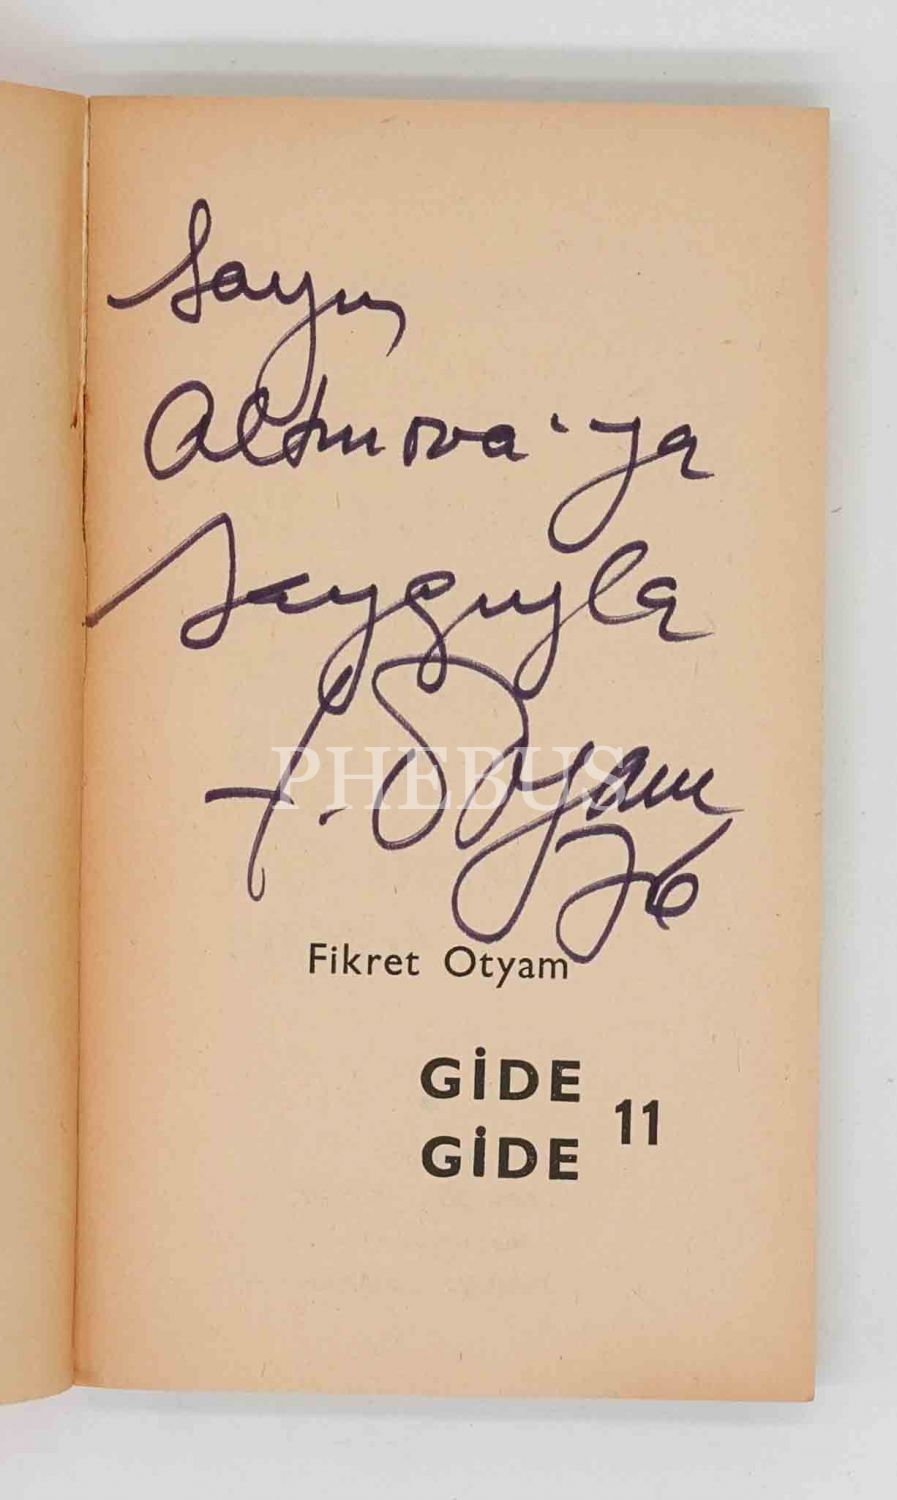 Sayın
Altınova'ya
Saygıyla
F. Otyam
76
PHEBUS
Fikret Otyam
GİDE
GİDE 11